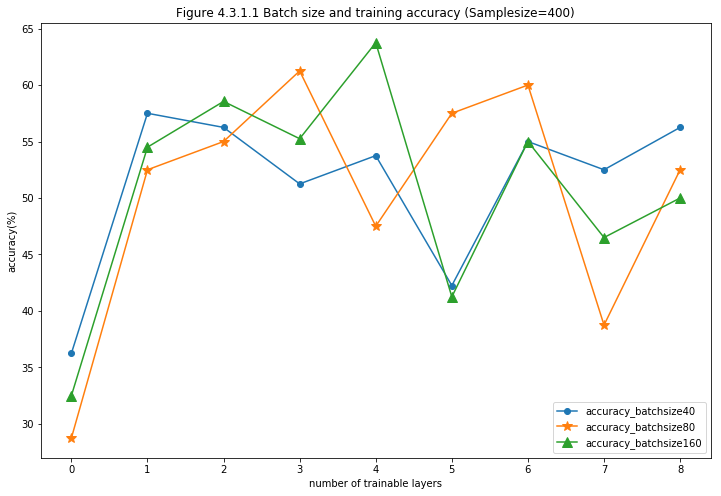 Figure 4.3.1.1 Batch size and training accuracy (Samplesize=400)
65
60
55
50
45
40
35
30
accuracy(%)
0 1 2 3 4 5 6 7 8
number of trainable layers
accuracy_batchsize40
accuracy_batchsize80
accuracy_batchsize160